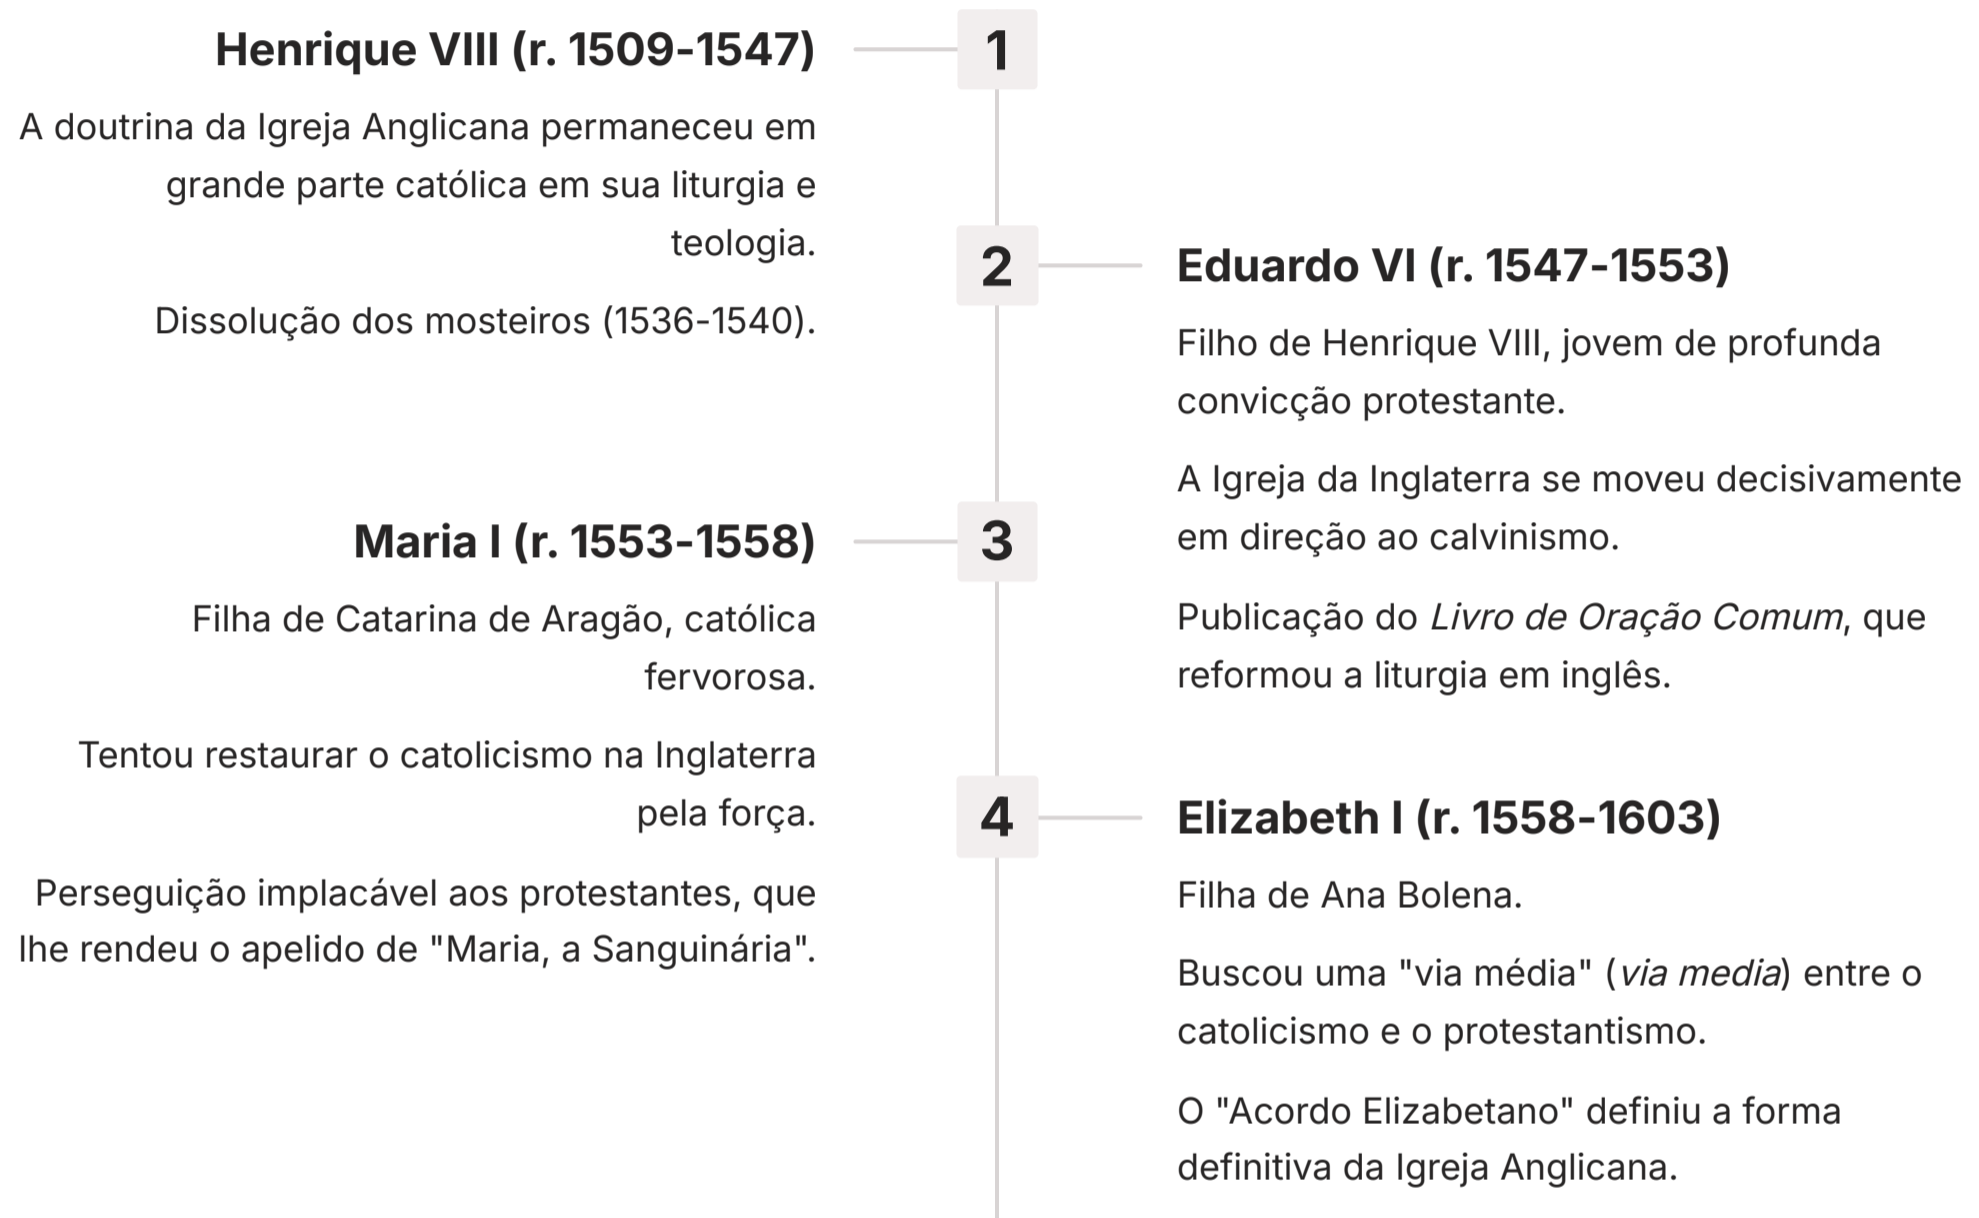 1
Henrique VIII (r. 1509-1547)
A doutrina da Igreja Anglicana permaneceu em
grande parte católica em sua liturgia e
teologia.
Dissolução dos mosteiros (1536-1540).
2
Eduardo VI (r. 1547-1553)
Filho de Henrique VIII, jovem de profunda
convicção protestante.
A Igreja da Inglaterra se moveu decisivamente
em direção ao calvinismo.
Publicação do Livro de Oração Comum, que
reformou a liturgia em inglês.
3
Maria I (r. 1553-1558)
Filha de Catarina de Aragão, católica
fervorosa.
Tentou restaurar o catolicismo na Inglaterra
pela força.
Perseguição implacável aos protestantes, que
lhe rendeu o apelido de "Maria, a Sanguinária".
4
Elizabeth I (r. 1558-1603)
Filha de Ana Bolena.
Buscou uma "via média" (via media) entre o
catolicismo e o protestantismo.
O "Acordo Elizabetano" definiu a forma
definitiva da Igreja Anglicana.